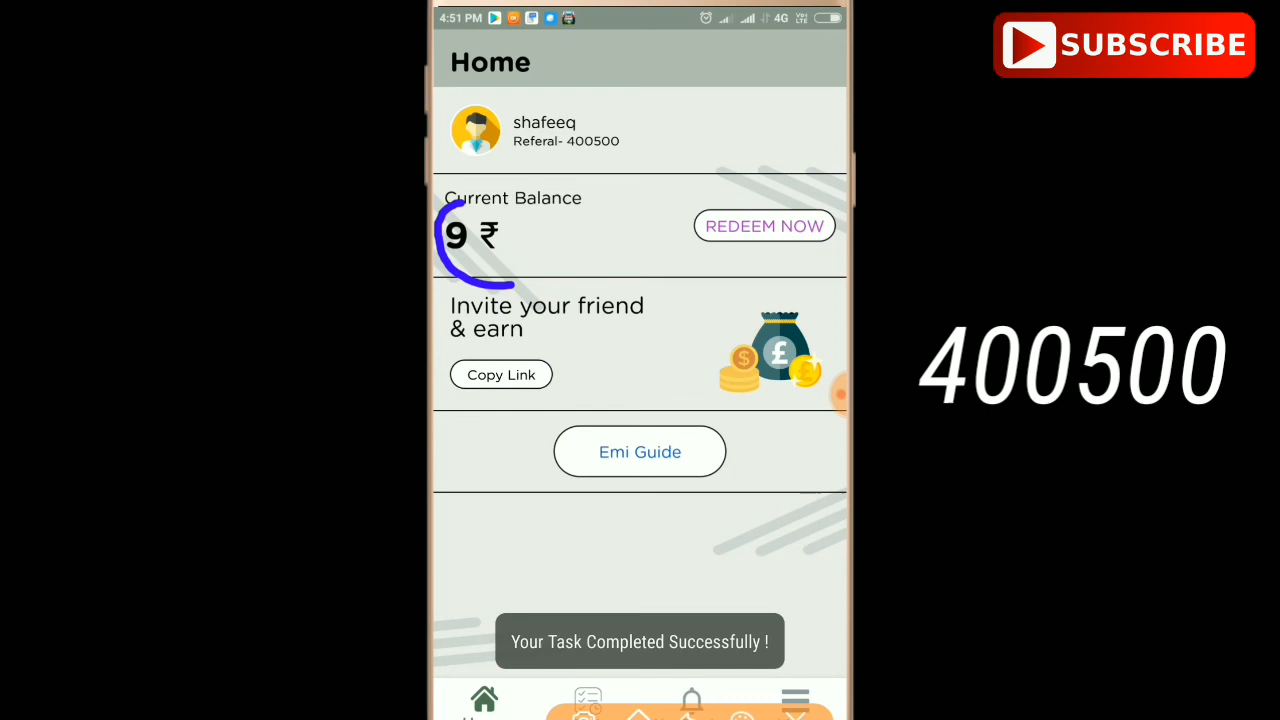 4:51 PM
4G
VoLTE
SUBSCRIBE
Home
shafeeq
Referal- 400500
Current Balance
9 ₹
REDEEM NOW
Invite your friend
& earn
Copy Link
400500
Emi Guide
Your Task Completed Successfully !